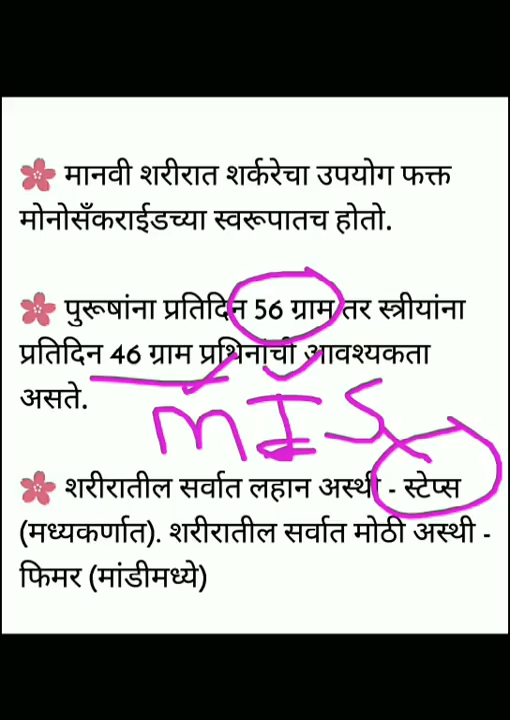 🌸 मानवी शरीरात शर्करेचा उपयोग फक्त
मोनोसॅंकराईडच्या स्वरूपातच होतो.
🌸 पुरूषांना प्रतिदिन 56 ग्राम तर स्त्रीयांना
प्रतिदिन 46 ग्राम प्रथिनांची आवश्यकता
असते.
MIS
🌸 शरीरातील सर्वात लहान अस्थी - स्टेप्स
(मध्यकर्णात). शरीरातील सर्वात मोठी अस्थी -
फिमर (मांडीमध्ये)